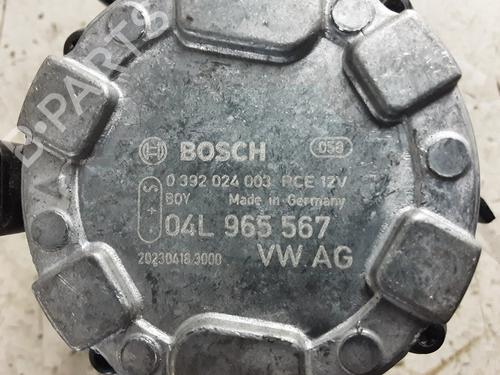 BOSCH 058
0 392 024 003 PCE 12V
BOY Made in Germany
S + -
04L 965 567
20230418 3000 VW AG
B-PARTS